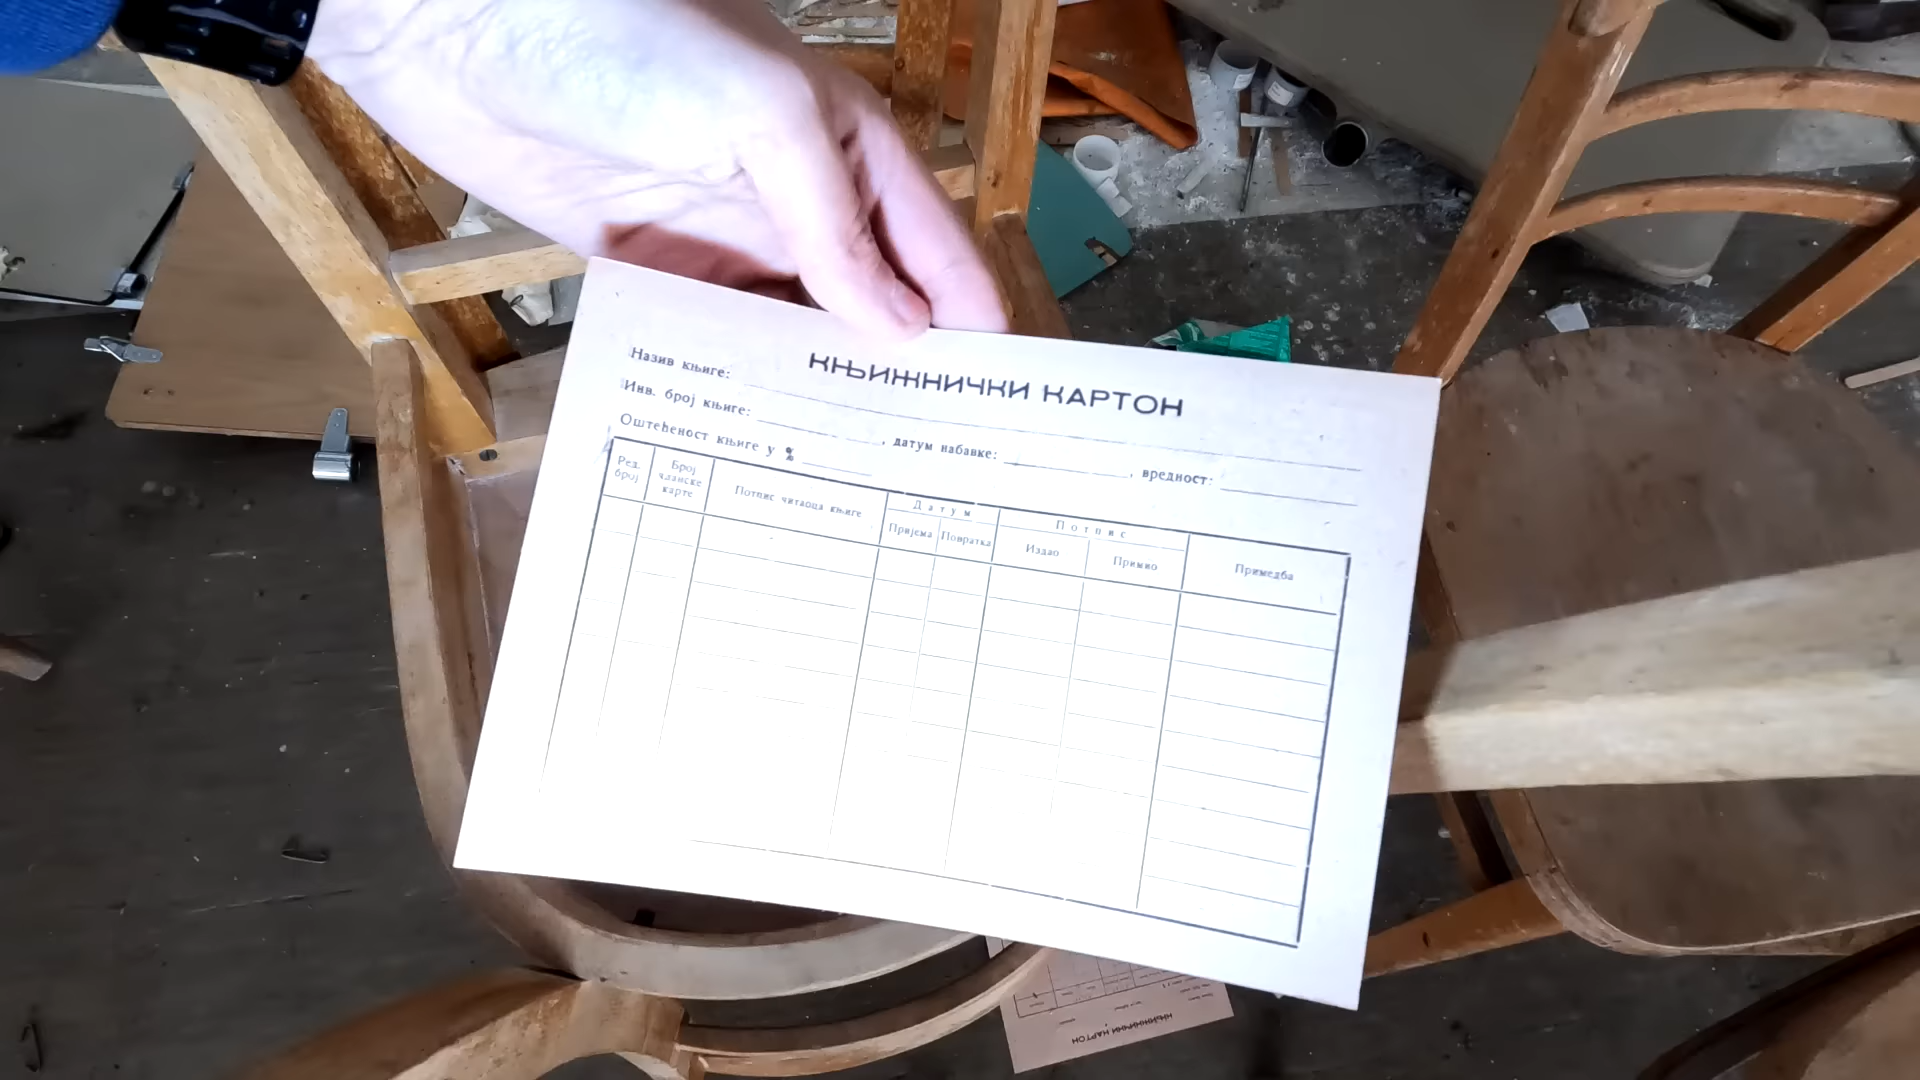 КЊИЖНИЧКИ КАРТОН
Назив књиге:
Инв. број књиге: , датум набавке: , вредност:
Оштећеност књиге у %
Ред. број
Број чланске карте
Потпис читаоца књиге
Датум
Пријема
Повратка
Потпис
Издао
Примио
Примедба
КЊИЖНИЧКИ КАРТОН